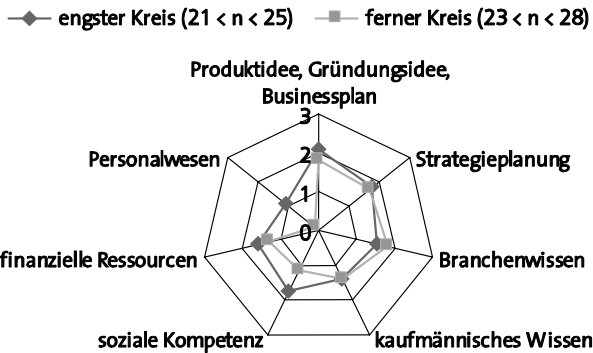 engster Kreis (21 < n < 25) ferner Kreis (23 < n < 28)
Produktidee, Gründungsidee,
Businessplan
3
Personalwesen 2 Strategieplanung
1
0
finanzielle Ressourcen Branchenwissen
soziale Kompetenz kaufmännisches Wissen